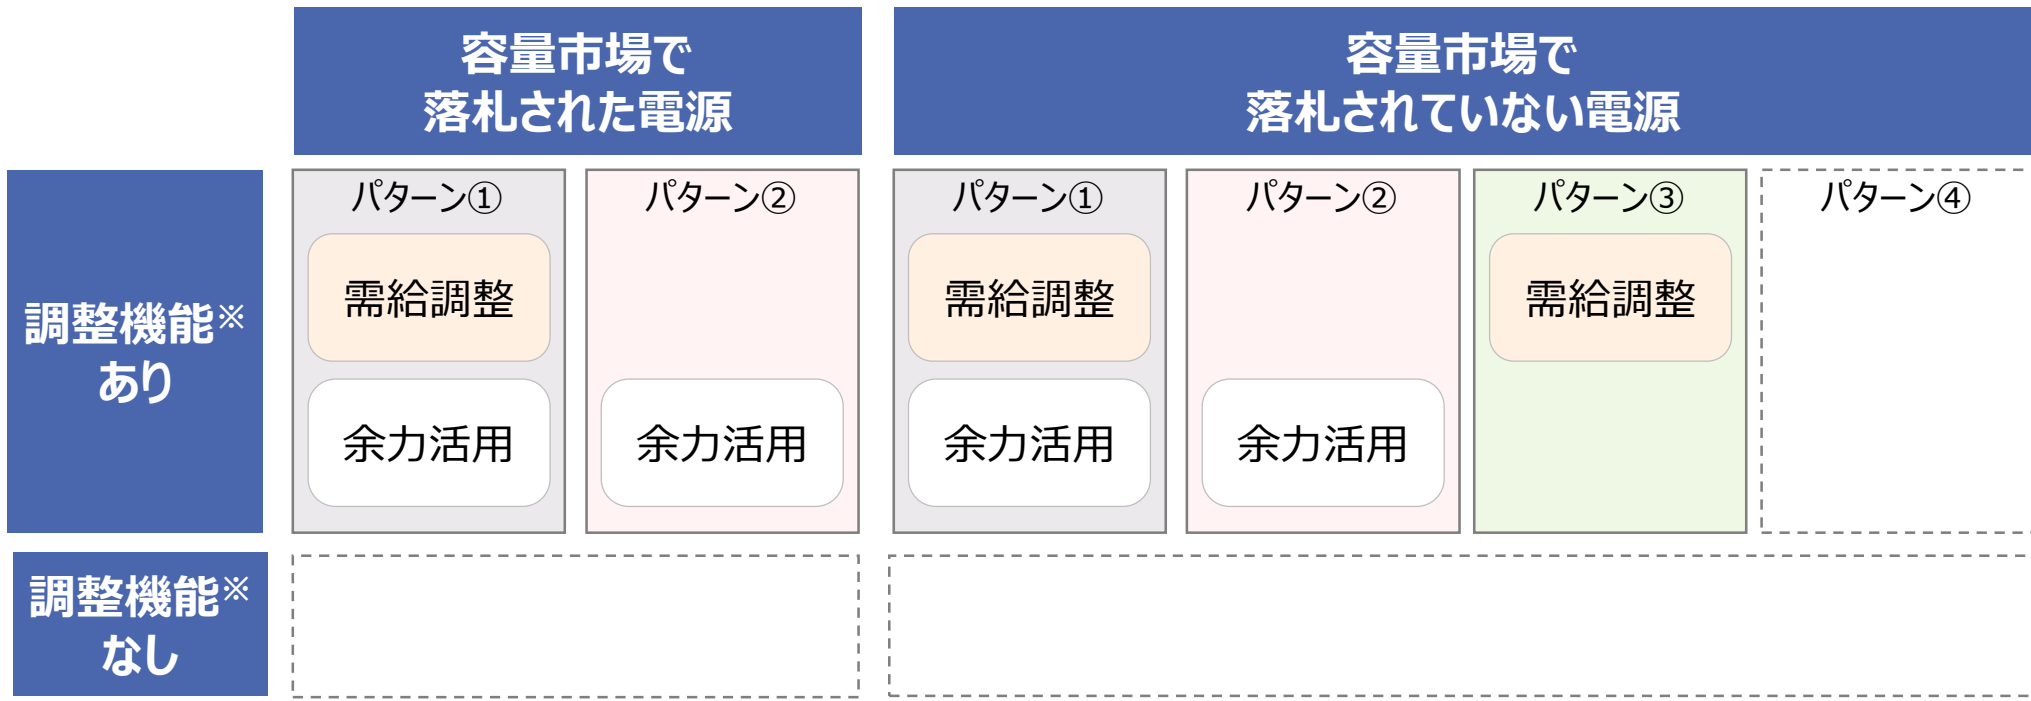 容量市場で
落札された電源
容量市場で
落札されていない電源
調整機能※
あり
パターン①
需給調整
余力活用
パターン②
余力活用
パターン①
需給調整
余力活用
パターン②
余力活用
パターン③
需給調整
パターン④
調整機能※
なし